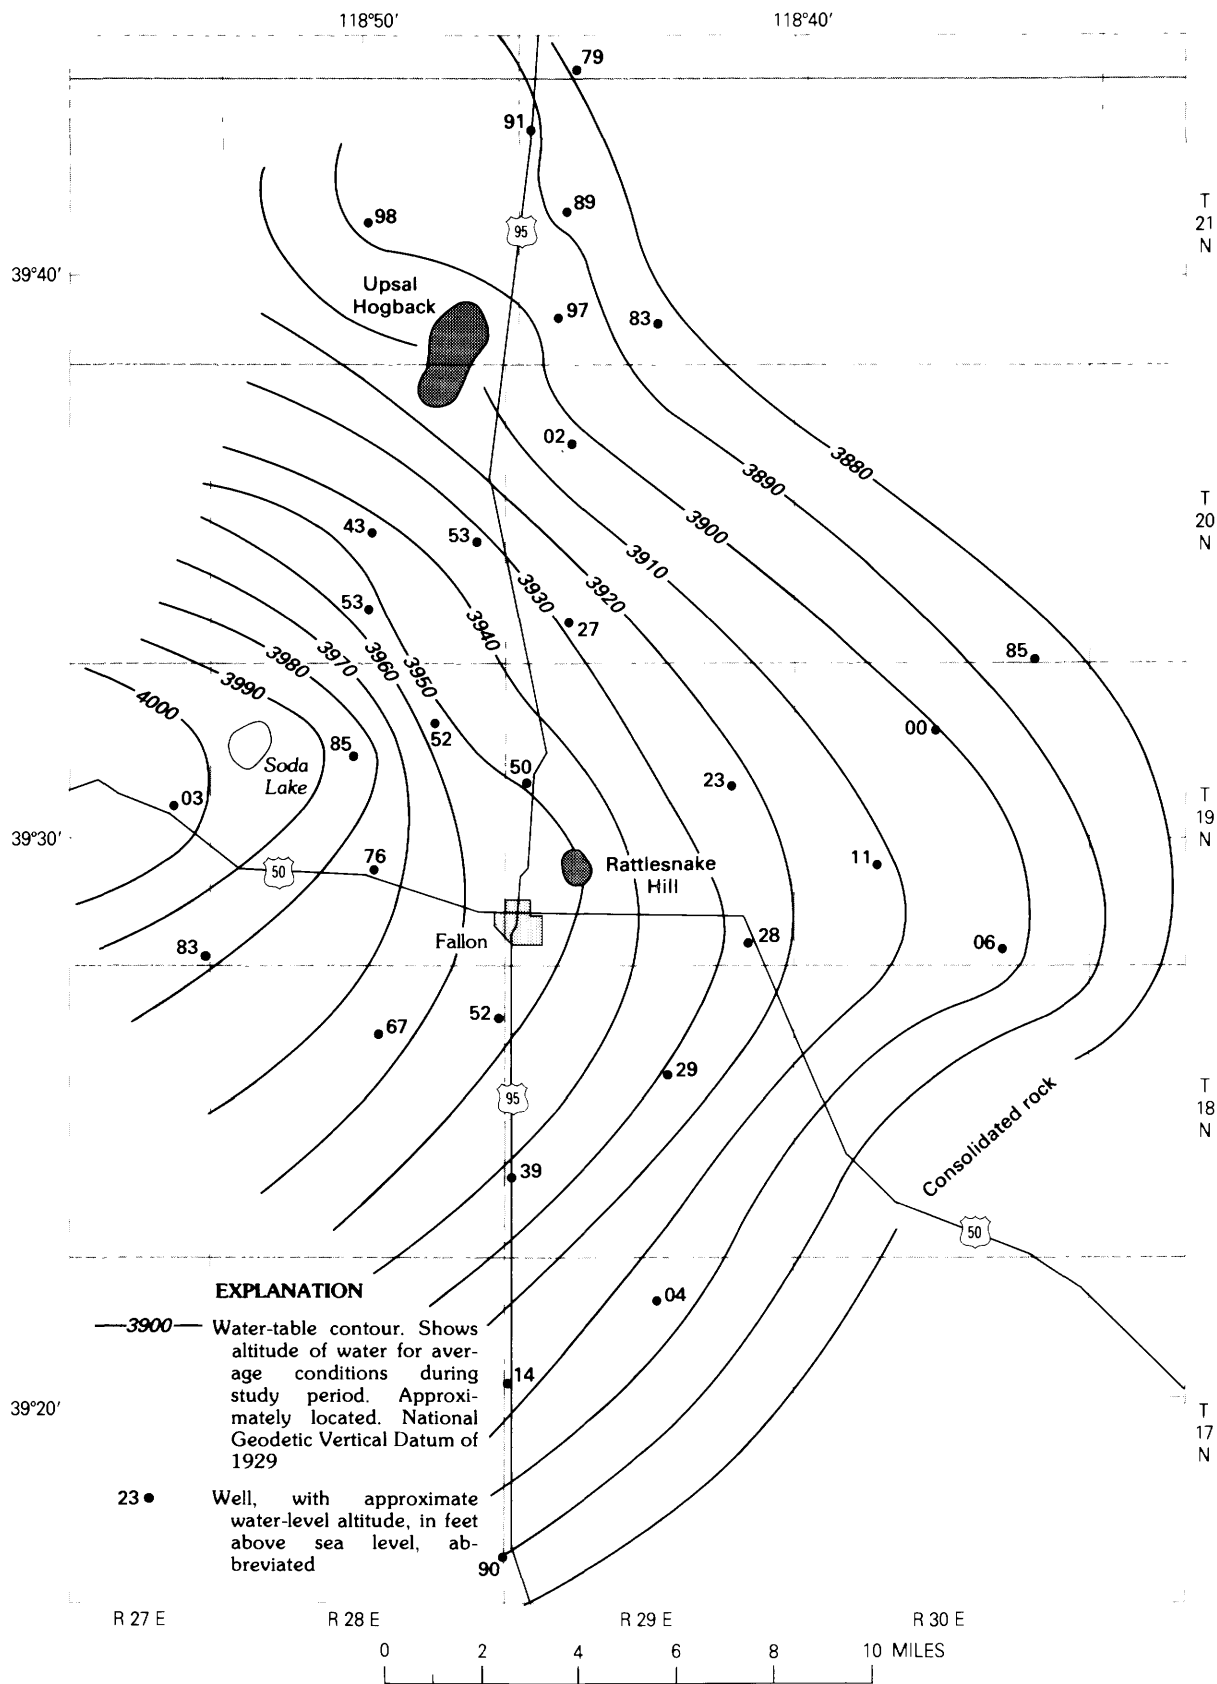 118°50′
118°40′
79
91
T
21
N
98
89
95
39°40′
Upsal
Hogback
97
83
02
3880
3890
T
20
N
43
53
3900
3910
53
3930
3920
27
3940
85
3980
3970
3960
3950
3990
4000
00
52
85
Soda
Lake
50
23
03
T
19
N
39°30′
76
50
Rattlesnake
Hill
11
Fallon
28
06
83
52
67
29
95
T
18
N
Consolidated rock
39
50
EXPLANATION
04
3900
Water-table contour. Shows
altitude of water for aver-
age conditions during
study period. Approxi-
mately located. National
Geodetic Vertical Datum of
1929
14
39°20′
T
17
N
23
Well, with approximate
water-level altitude, in feet
above sea level, ab-
breviated
90
R 27 E
R 28 E
R 29 E
R 30 E
0 2 4 6 8 10 MILES